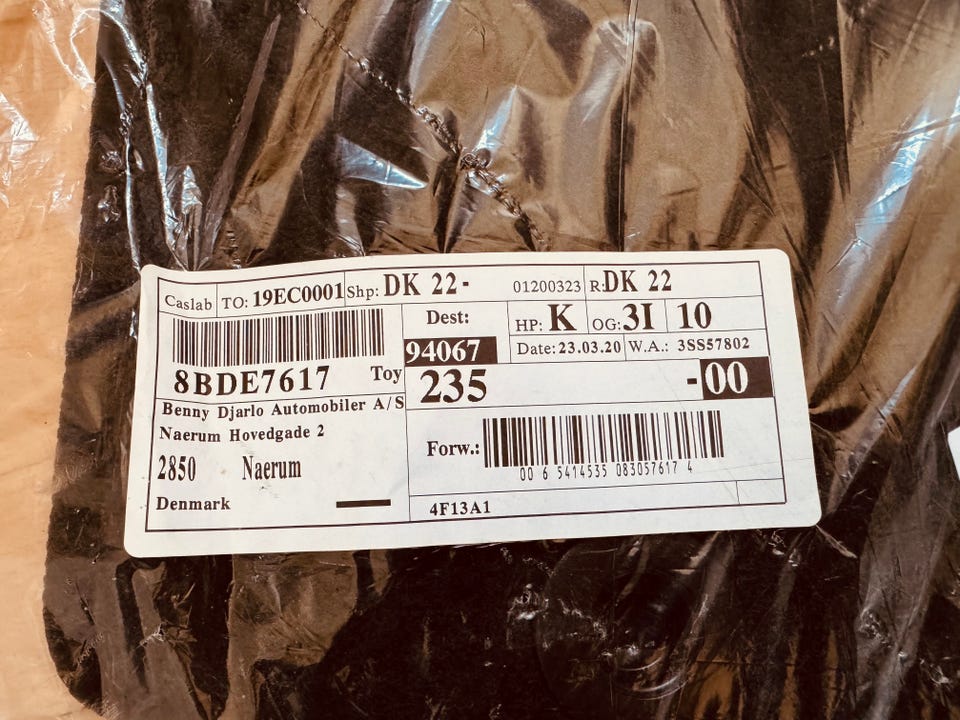 Caslab TO: 19EC0001 Shp: DK 22- 01200323 R: DK 22
Dest: HP: K OG: 3I 10
94067 Date: 23.03.20 W.A.: 3SS57802
8BDE7617 Toy 235 -00
Benny Djarlo Automobiler A/S
Naerum Hovedgade 2
2850 Naerum
Forw.:
00 6 5414535 083057617 4
Denmark
4F13A1